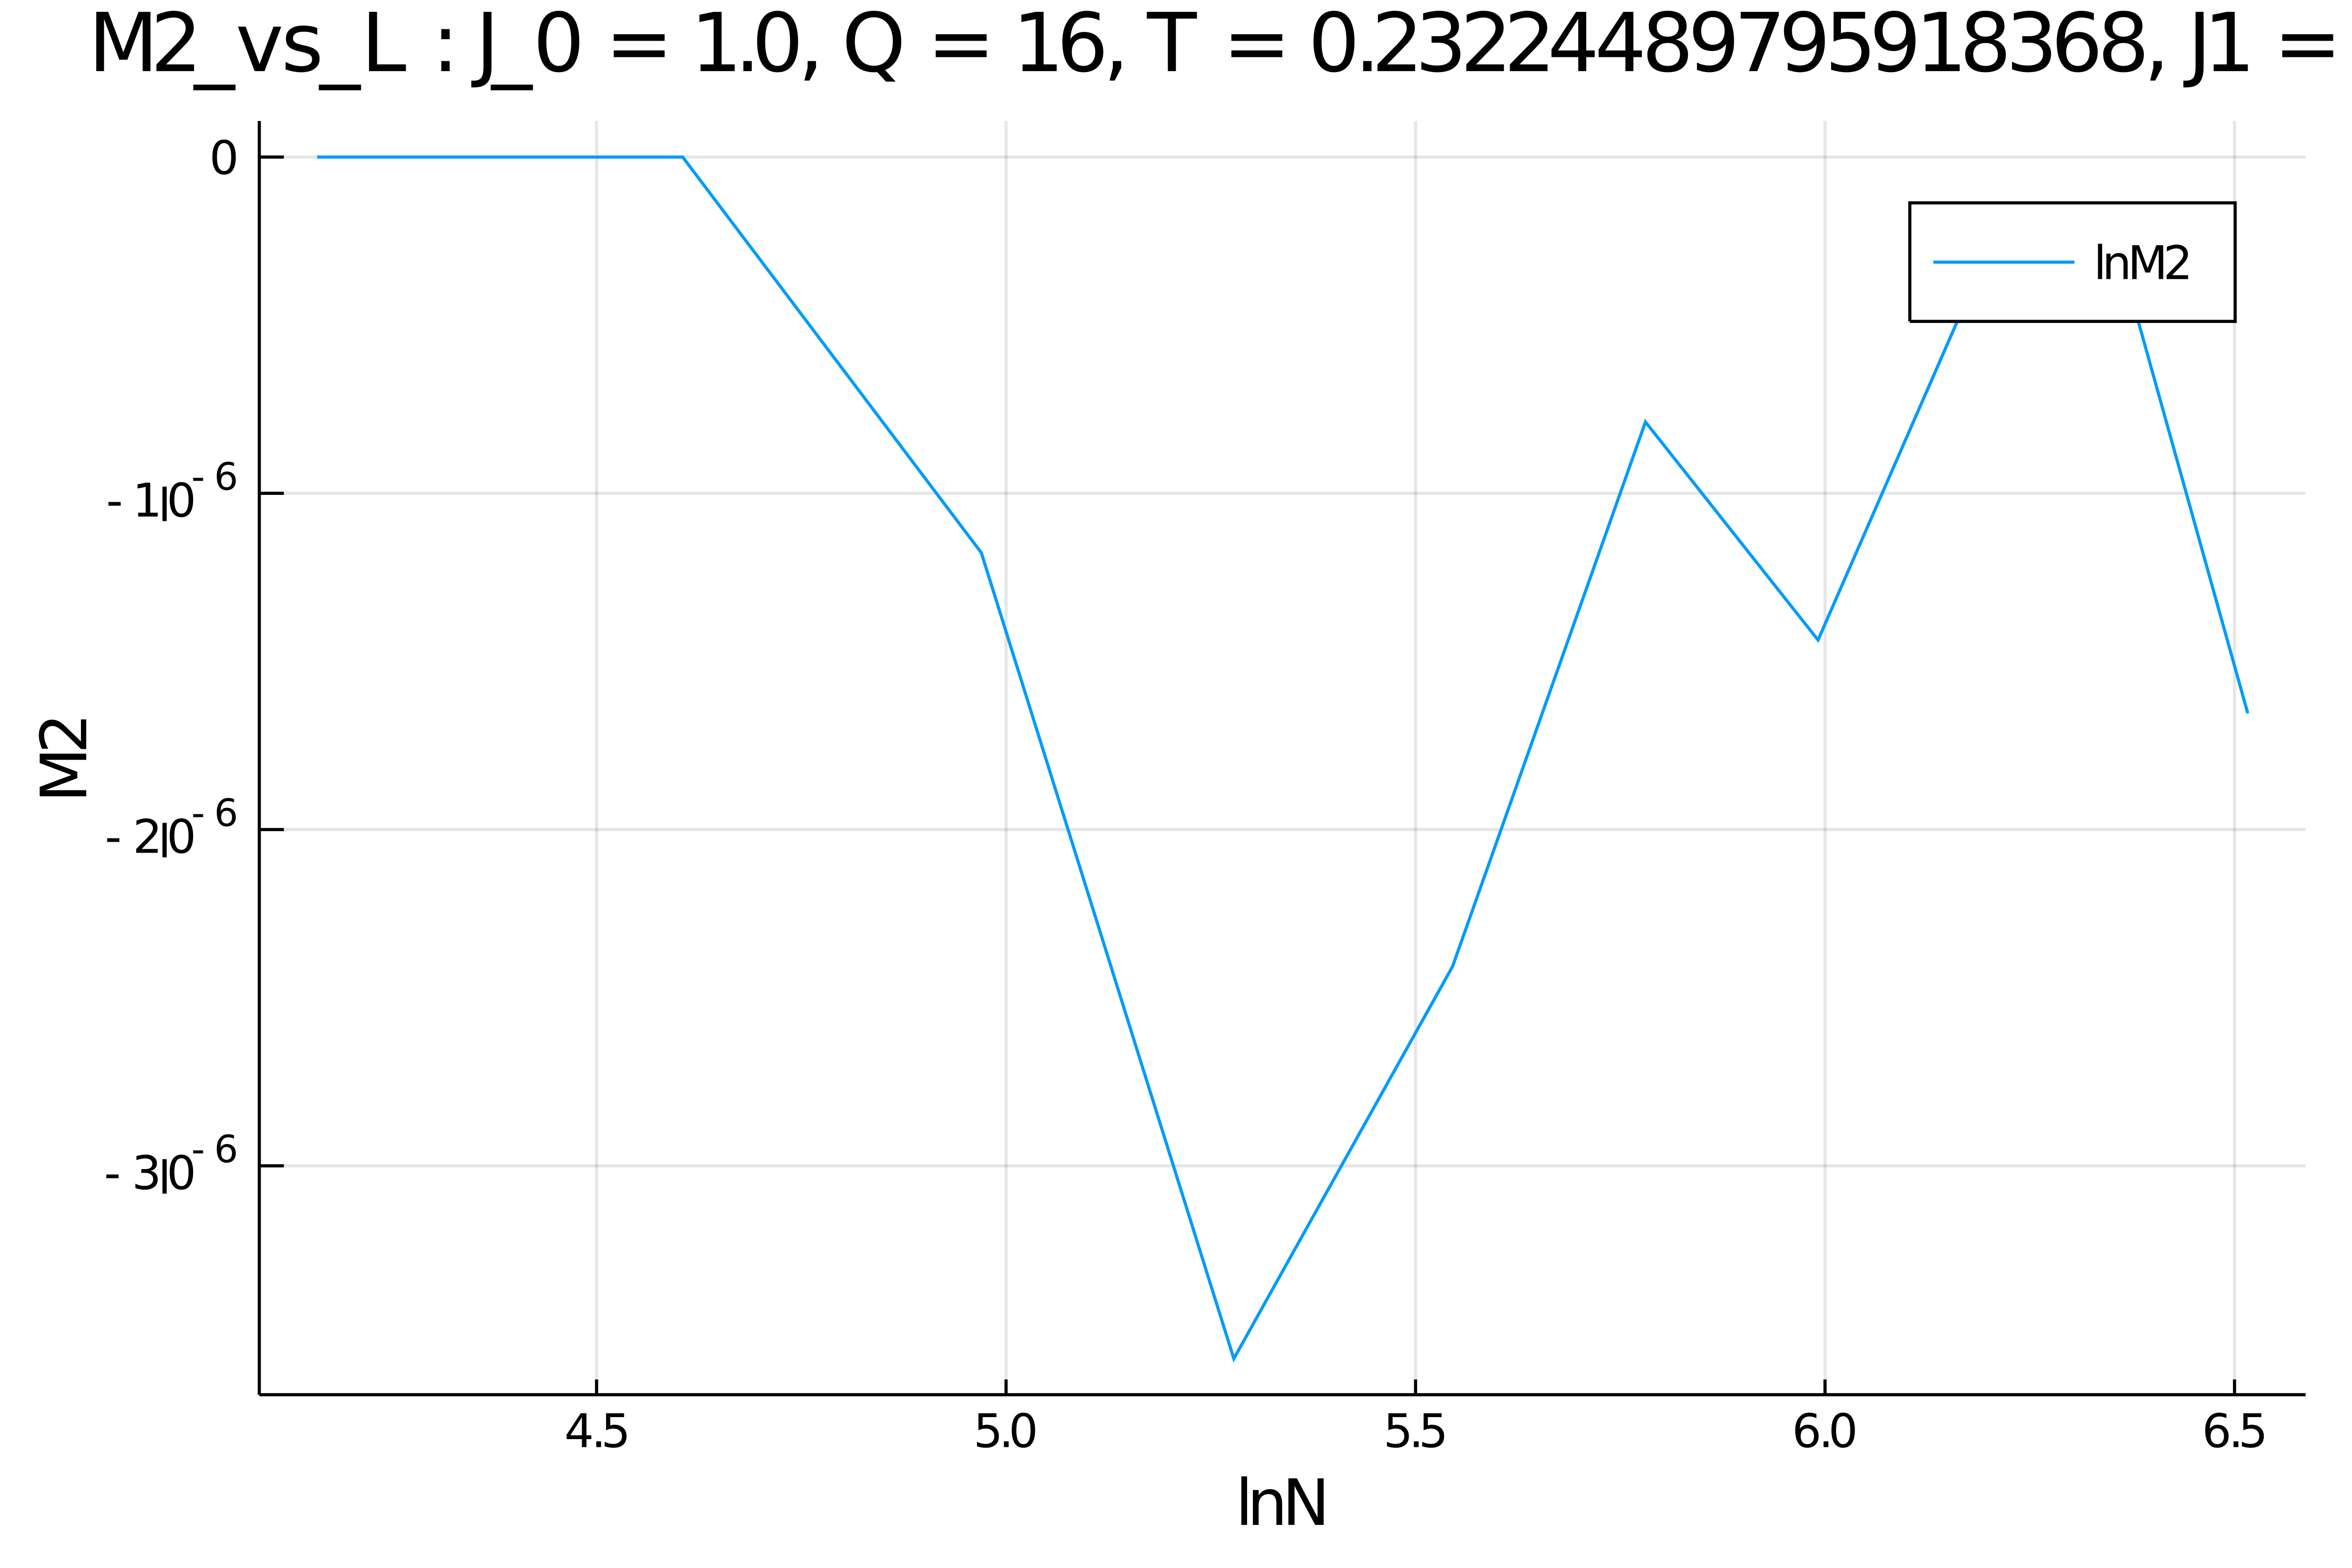 M2_vs_L : J_0 = 1.0, Q = 16, T = 0.23222448979595918368, J1 =
0
- 1|0^- 6
- 2|0^- 6
- 3|0^- 6
M2
lnM2
4.5 5.0 5.5 6.0 6.5
lnN